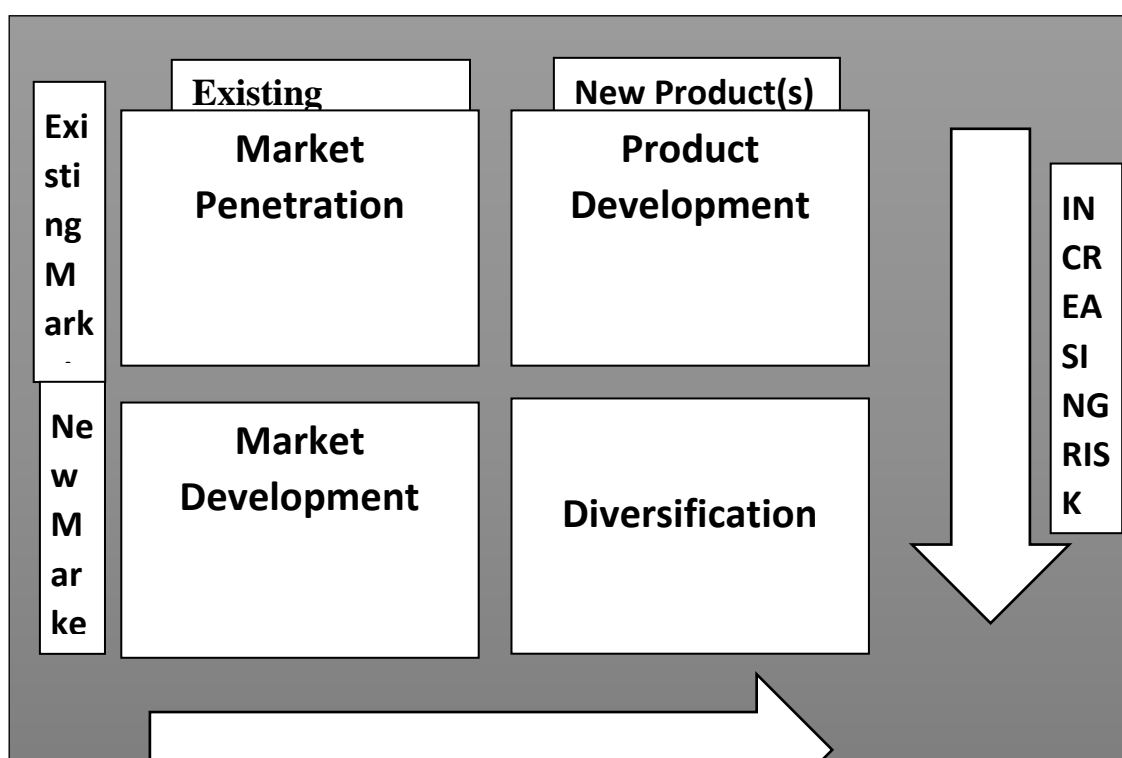 Existing
New Product(s)
Exi
sti
ng
M
ark
Market
Penetration
Product
Development
IN
CR
EA
SI
NG
RIS
K
Ne
w
M
ar
ke
Market
Development
Diversification